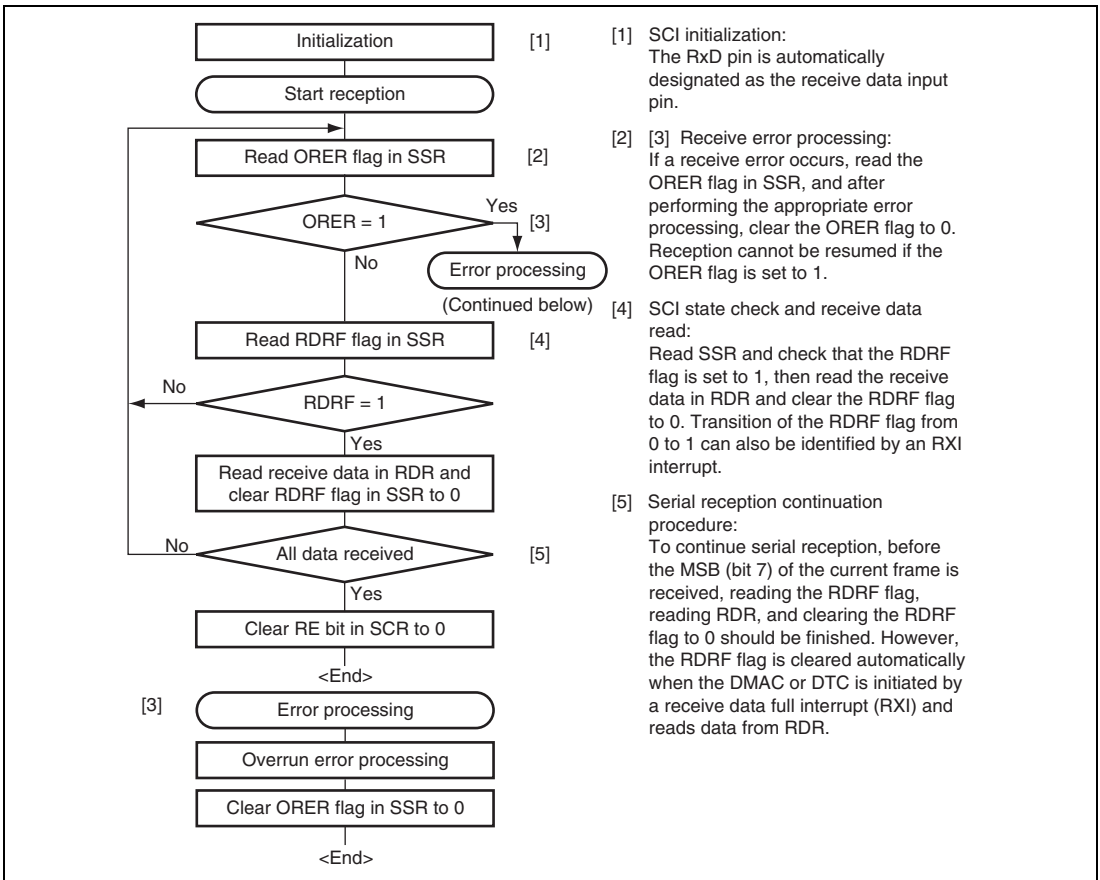 Initialization [1]
Start reception
Read ORER flag in SSR [2]
ORER = 1
Yes
[3]
No
Error processing
(Continued below)
Read RDRF flag in SSR [4]
No
RDRF = 1
Yes
Read receive data in RDR and
clear RDRF flag in SSR to 0
No
All data received [5]
Yes
Clear RE bit in SCR to 0
<End>
[3] Error processing
Overrun error processing
Clear ORER flag in SSR to 0
<End>
[1] SCI initialization:
The RxD pin is automatically
designated as the receive data input
pin.
[2] [3] Receive error processing:
If a receive error occurs, read the
ORER flag in SSR, and after
performing the appropriate error
processing, clear the ORER flag to 0.
Reception cannot be resumed if the
ORER flag is set to 1.
[4] SCI state check and receive data
read:
Read SSR and check that the RDRF
flag is set to 1, then read the receive
data in RDR and clear the RDRF flag
to 0. Transition of the RDRF flag from
0 to 1 can also be identified by an RXI
interrupt.
[5] Serial reception continuation
procedure:
To continue serial reception, before
the MSB (bit 7) of the current frame is
received, reading the RDRF flag,
reading RDR, and clearing the RDRF
flag to 0 should be finished. However,
the RDRF flag is cleared automatically
when the DMAC or DTC is initiated by
a receive data full interrupt (RXI) and
reads data from RDR.